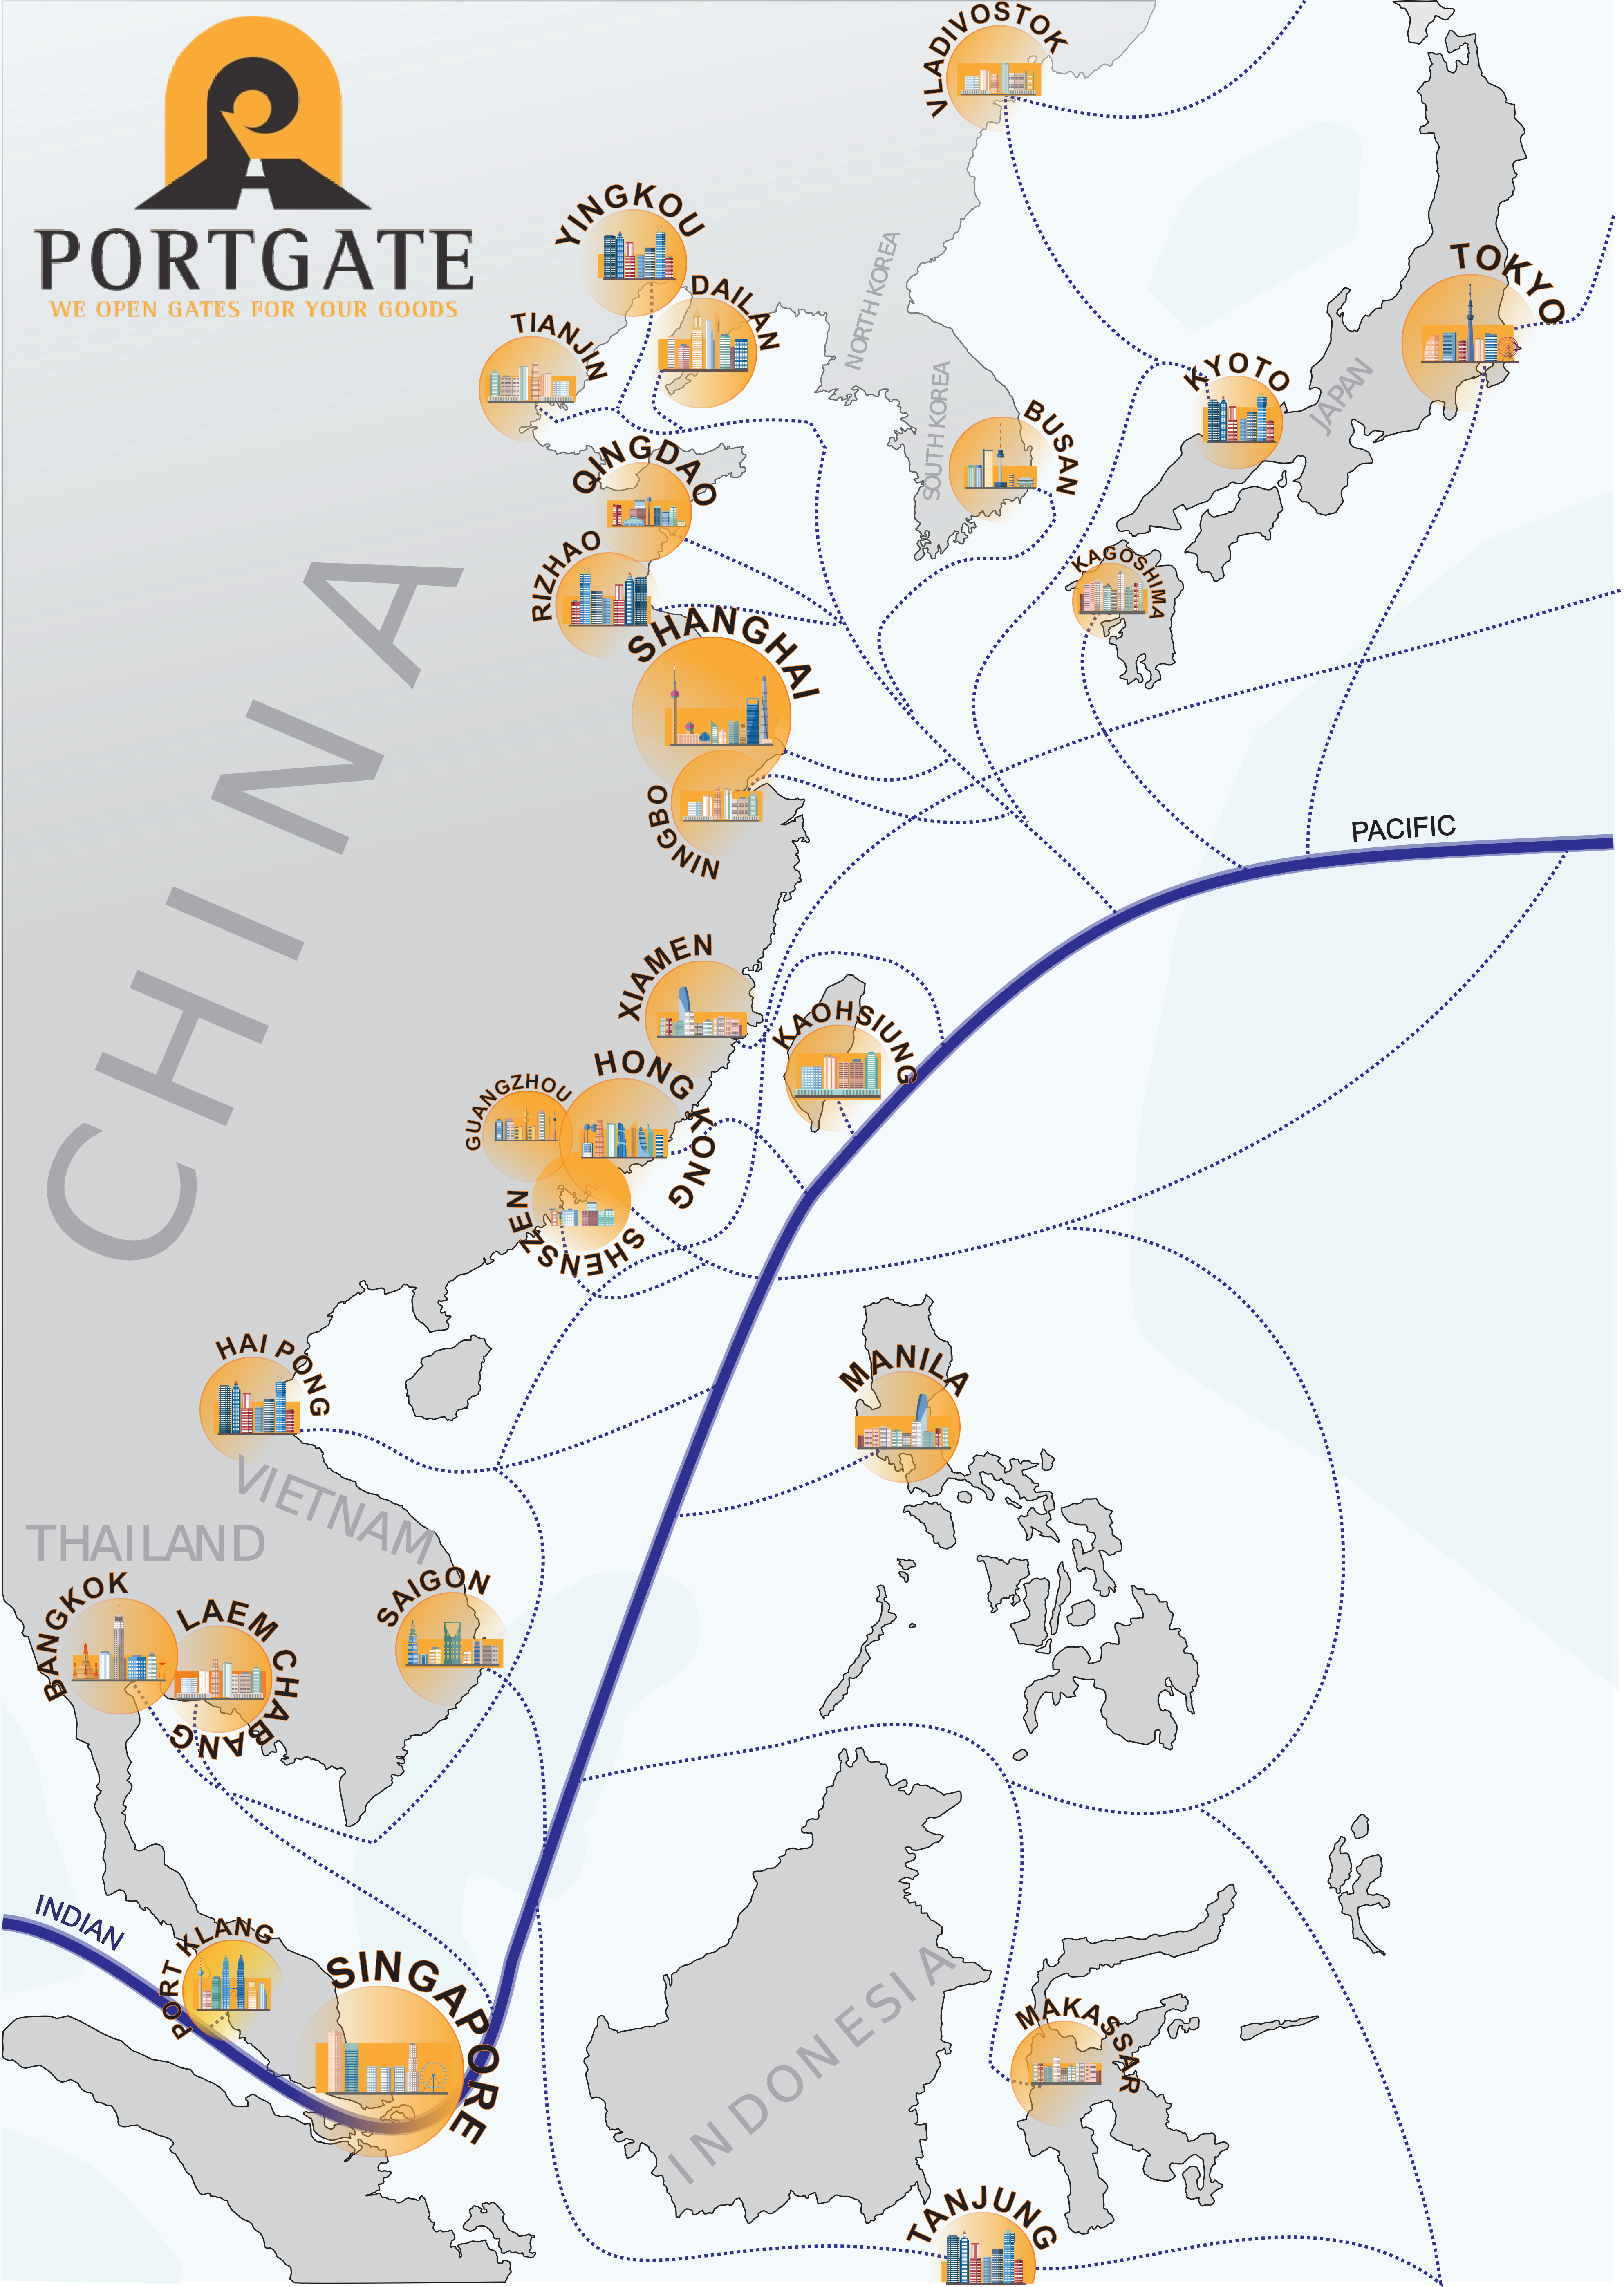 VLADIVOSTOK
PORTGATE
WE OPEN GATES FOR YOUR GOODS
YINGKOU
DAILAN
TIANJIN
NORTH KOREA
SOUTH KOREA
TOKYO
KYOTO
JAPAN
BUSAN
QINGDAO
RIZHAO
KAGOSHIMA
SHANGHAI
NINGBO
CHINA
PACIFIC
XIAMEN
KAOHSIUNG
HONG KONG
GUANGZHOU
SHENSZEN
HAI PONG
MANILA
VIETNAM
THAILAND
BANGKOK
LAEM CHABANG
SAIGON
INDIAN
PORT KLANG
SINGAPORE
INDONESIA
MAKASSAR
TANJUNG